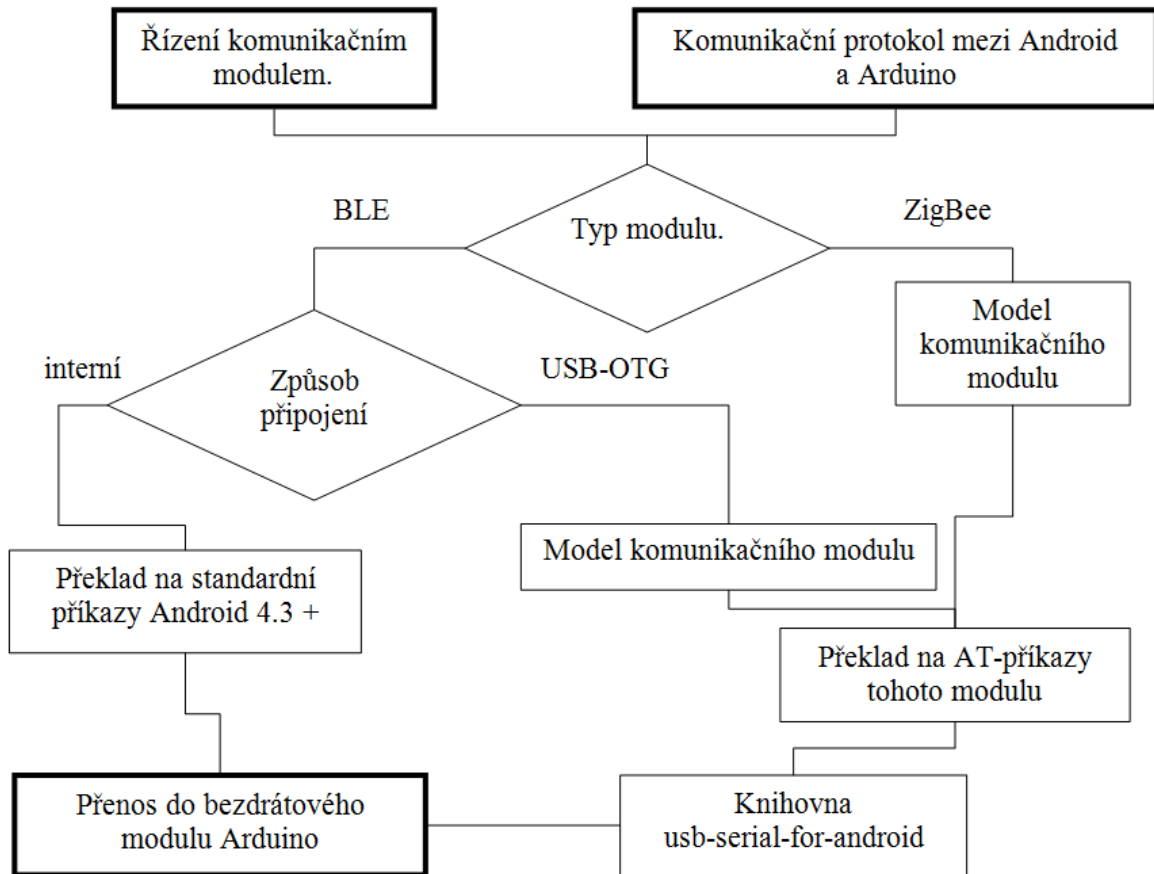 Řízení komunikačním
modulem.
Komunikační protokol mezi Android
a Arduino
BLE
Typ modulu.
ZigBee
Model
komunikačního
modulu
interní
Způsob
připojení
USB-OTG
Model komunikačního modulu
Překlad na standardní
příkazy Android 4.3 +
Překlad na AT-příkazy
tohoto modulu
Přenos do bezdrátového
modulu Arduino
Knihovna
usb-serial-for-android